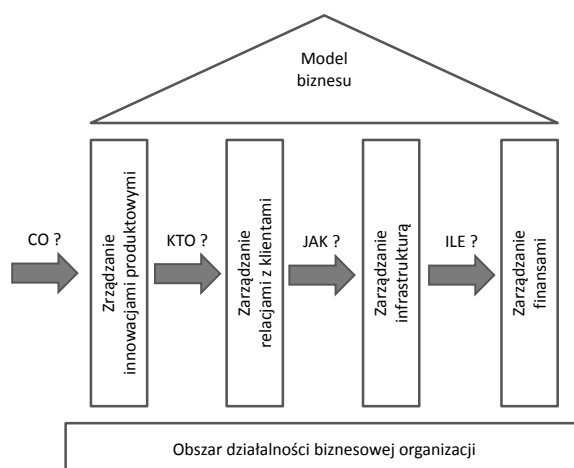 Model
biznesu
CO ?
Zrządzanie
innowacjami produktowymi
KTO ?
Zarządzanie
relacjami z klientami
JAK ?
Zarządzanie
infrastrukturą
ILE ?
Zarządzanie
finansami
Obszar działalności biznesowej organizacji